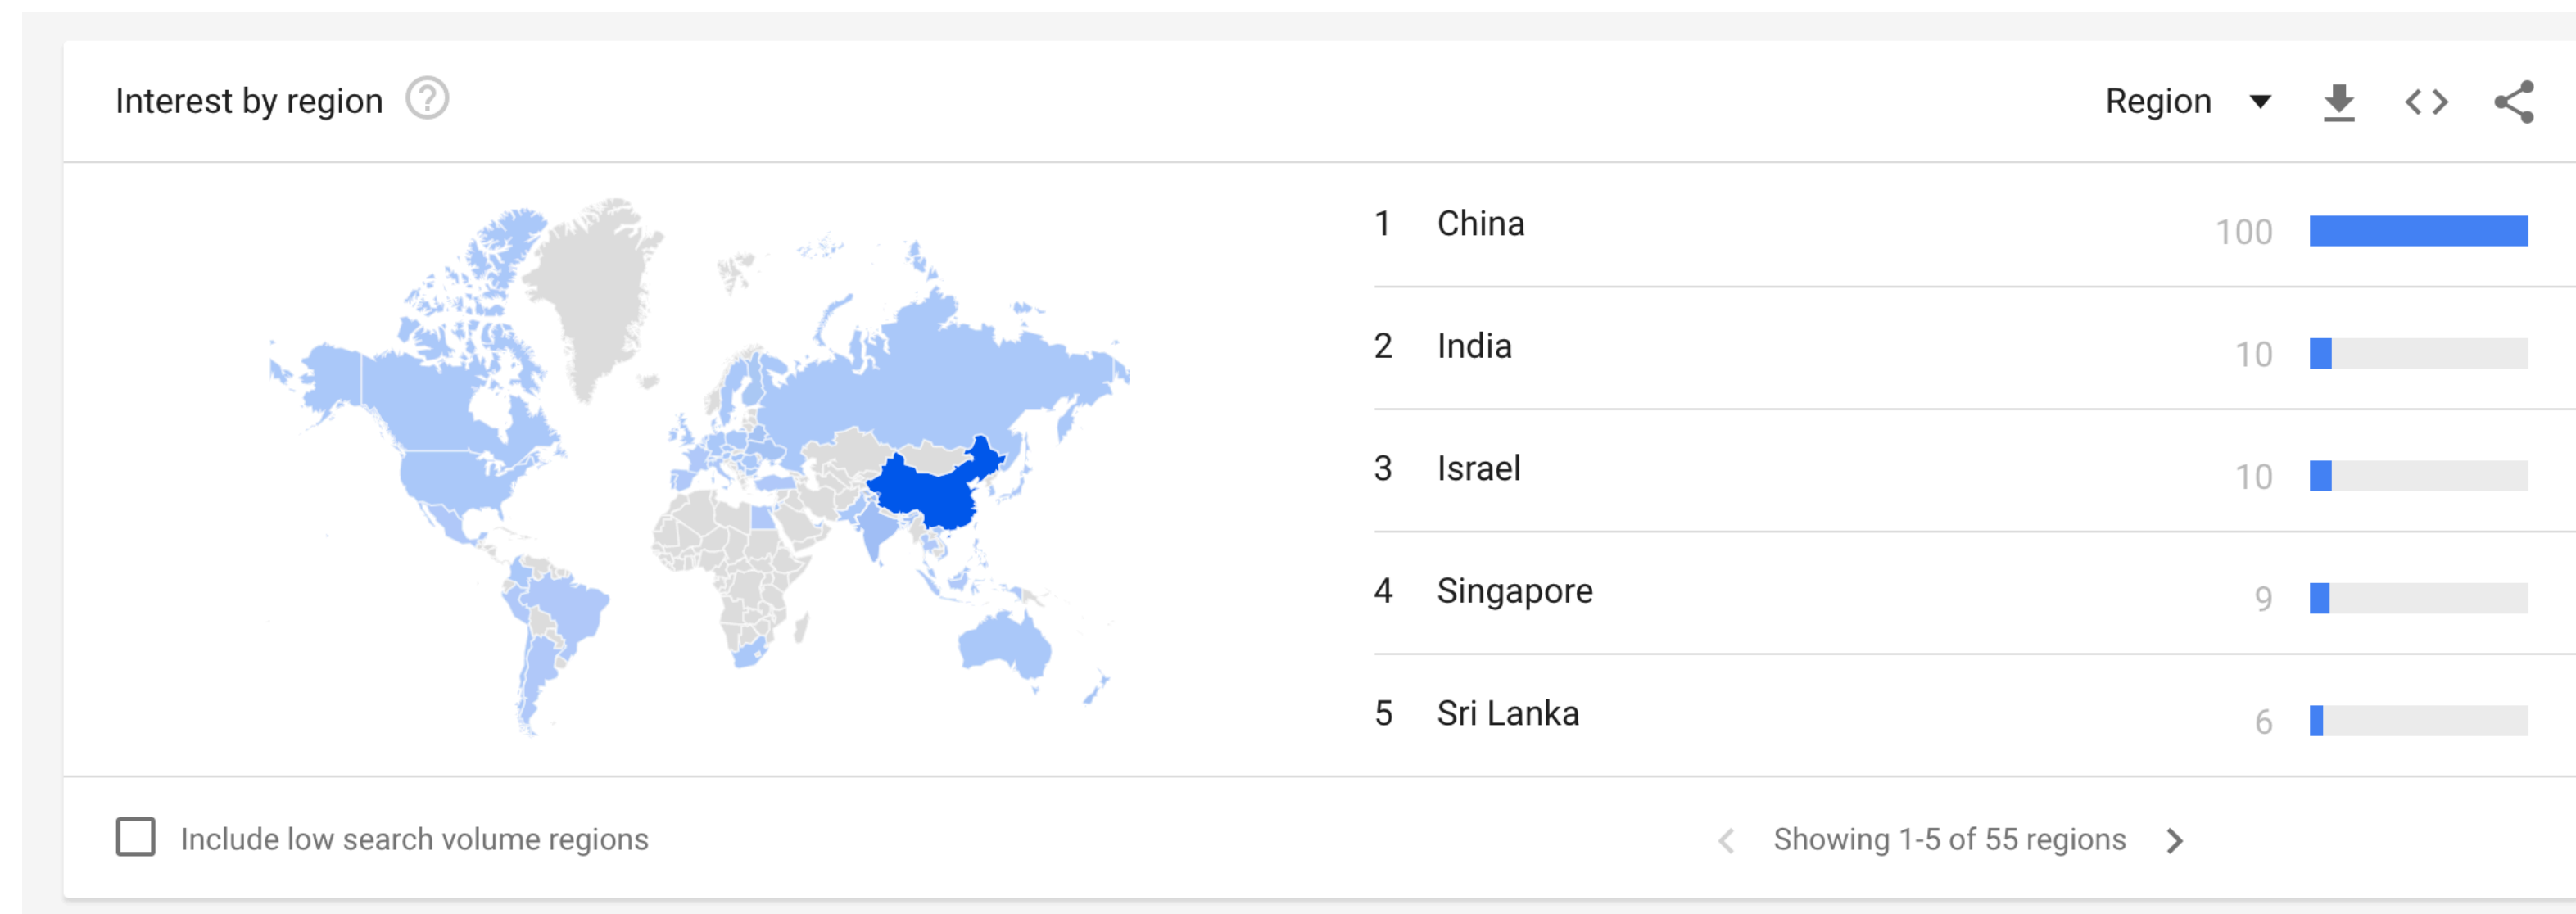 Interest by region
Region
1 China 100
2 India 10
3 Israel 10
4 Singapore 9
5 Sri Lanka 6
Include low search volume regions
Showing 1-5 of 55 regions